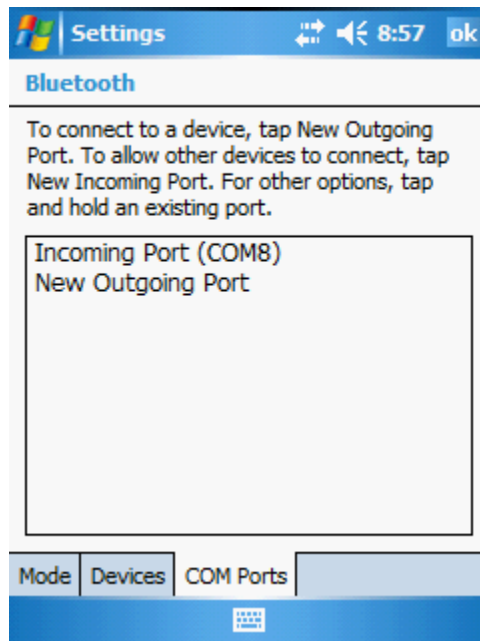 Settings 8:57 ok
Bluetooth
To connect to a device, tap New Outgoing
Port. To allow other devices to connect, tap
New Incoming Port. For other options, tap
and hold an existing port.
Incoming Port (COM8)
New Outgoing Port
Mode Devices COM Ports